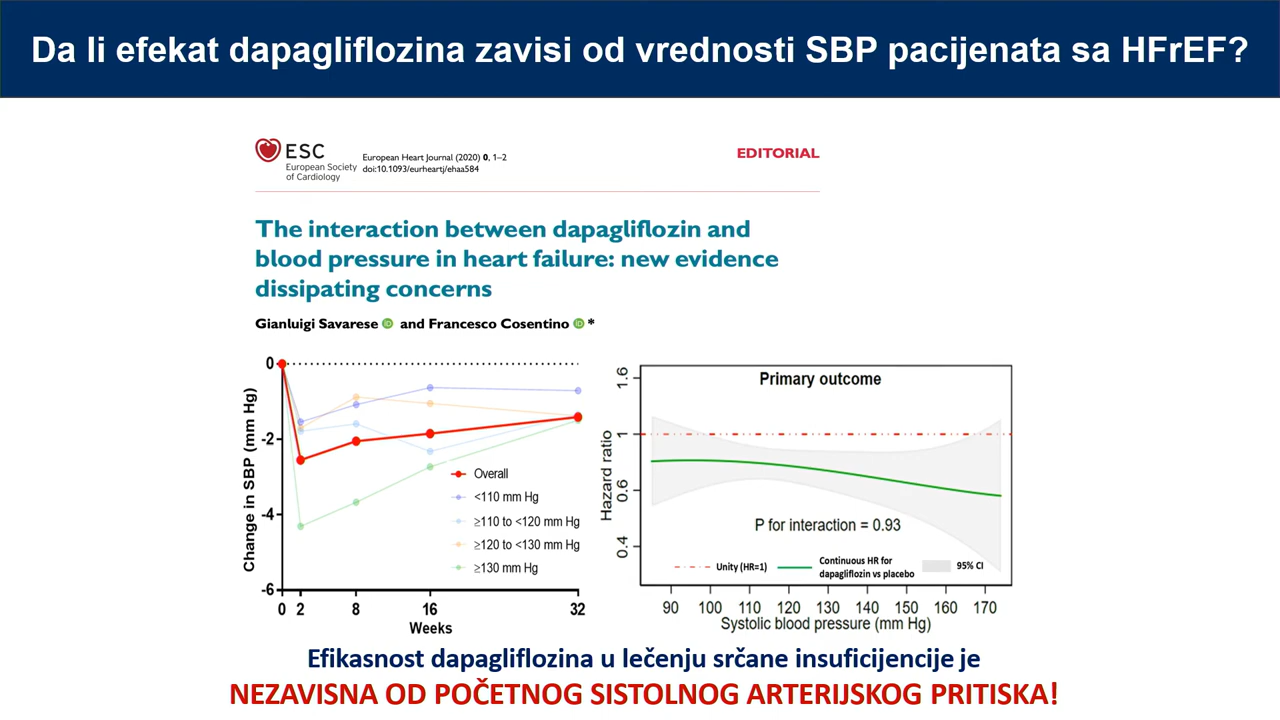 Da li efekat dapagliflozina zavisi od vrednosti SBP pacijenata sa HFrEF?
ESC
European Society
of Cardiology
European Heart Journal (2020) 0, 1–2
doi:10.1093/eurheartj/ehaa584
EDITORIAL
The interaction between dapagliflozin and
blood pressure in heart failure: new evidence
dissipating concerns
Gianluigi Savarese and Francesco Cosentino *
Change in SBP (mm Hg)
0
-2
-4
-6
Overall
<110 mm Hg
≥110 to <120 mm Hg
≥120 to <130 mm Hg
≥130 mm Hg
0 2 8 16 32
Weeks
Primary outcome
Hazard ratio
1.6
1
0.6
0.4
P for interaction = 0.93
Unity (HR=1)
Continuous HR for
dapagliflozin vs placebo
95% CI
90 100 110 120 130 140 150 160 170
Systolic blood pressure (mm Hg)
Efikasnost dapagliflozina u lečenju srčane insuficijencije je
NEZAVISNA OD POČETNOG SISTOLNOG ARTERIJSKOG PRITISKA!